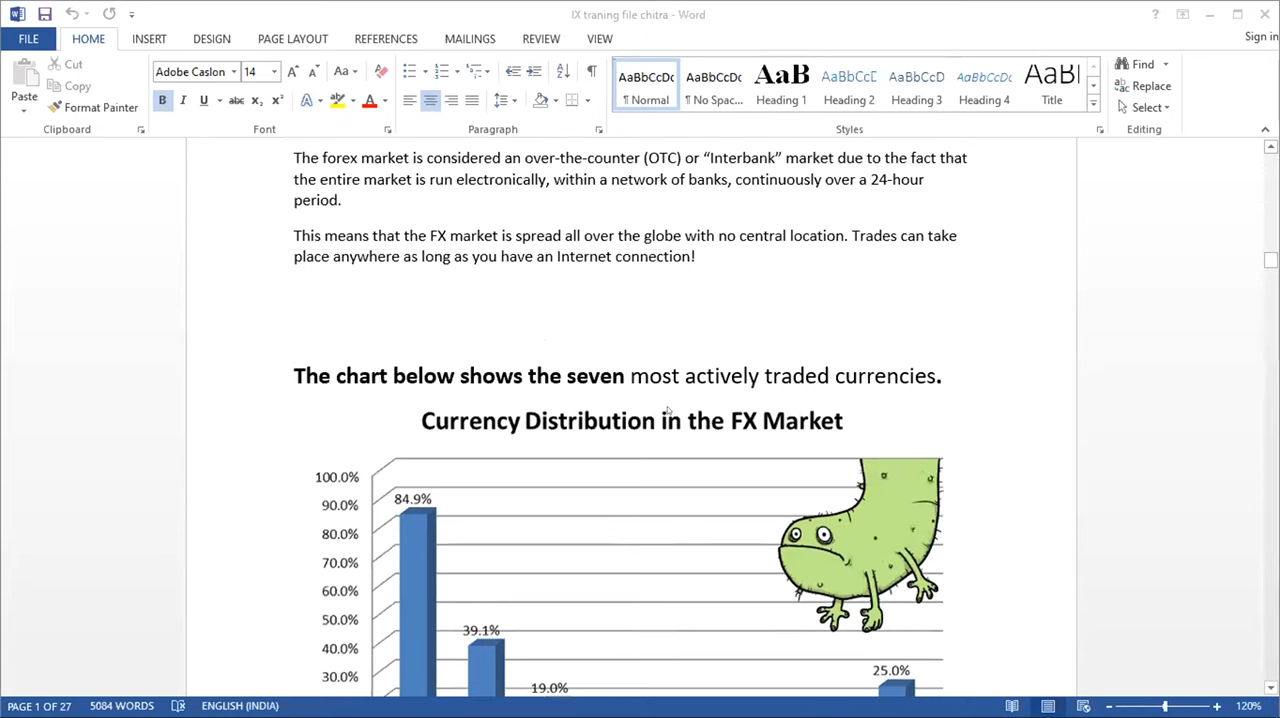 IX traning file chitra - Word
? Sign in
FILE HOME INSERT DESIGN PAGE LAYOUT REFERENCES MAILINGS REVIEW VIEW
Paste Cut Copy Format Painter
Adobe Caslon 14 Aa
B I U abc x₂ x²
AaBbCcDc AaBbCcDc AaBbC AaBbCcD AaBbCcD AaBbCcD AaBb
¶ Normal ¶ No Spac... Heading 1 Heading 2 Heading 3 Heading 4 Title
Find Replace Select
Clipboard Font Paragraph Styles Editing
The forex market is considered an over-the-counter (OTC) or “Interbank” market due to the fact that
the entire market is run electronically, within a network of banks, continuously over a 24-hour
period.
This means that the FX market is spread all over the globe with no central location. Trades can take
place anywhere as long as you have an Internet connection!
The chart below shows the seven most actively traded currencies.
Currency Distribution in the FX Market
100.0%
84.9%
90.0%
80.0%
70.0%
60.0%
50.0%
39.1%
40.0%
25.0%
30.0%
19.0%
PAGE 1 OF 27 5084 WORDS ENGLISH (INDIA) 120%